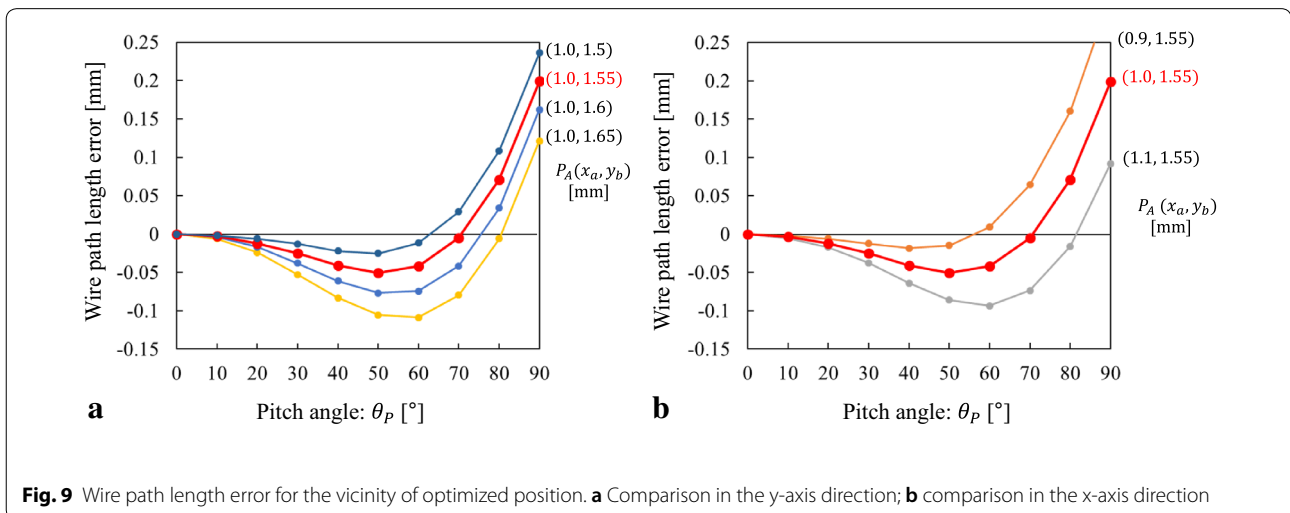 0.25
0.2
0.15
0.1
0.05
0
-0.05
-0.1
-0.15
Wire path length error [mm]
0 10 20 30 40 50 60 70 80 90
Pitch angle: θ_P [°]
(1.0, 1.5)
(1.0, 1.55)
(1.0, 1.6)
(1.0, 1.65)
P_A(x_a, y_b)
[mm]
a
0.25
0.2
0.15
0.1
0.05
0
-0.05
-0.1
-0.15
Wire path length error [mm]
0 10 20 30 40 50 60 70 80 90
Pitch angle: θ_P [°]
(0.9, 1.55)
(1.0, 1.55)
(1.1, 1.55)
P_A (x_a, y_b)
[mm]
b
Fig. 9 Wire path length error for the vicinity of optimized position. a Comparison in the y-axis direction; b comparison in the x-axis direction